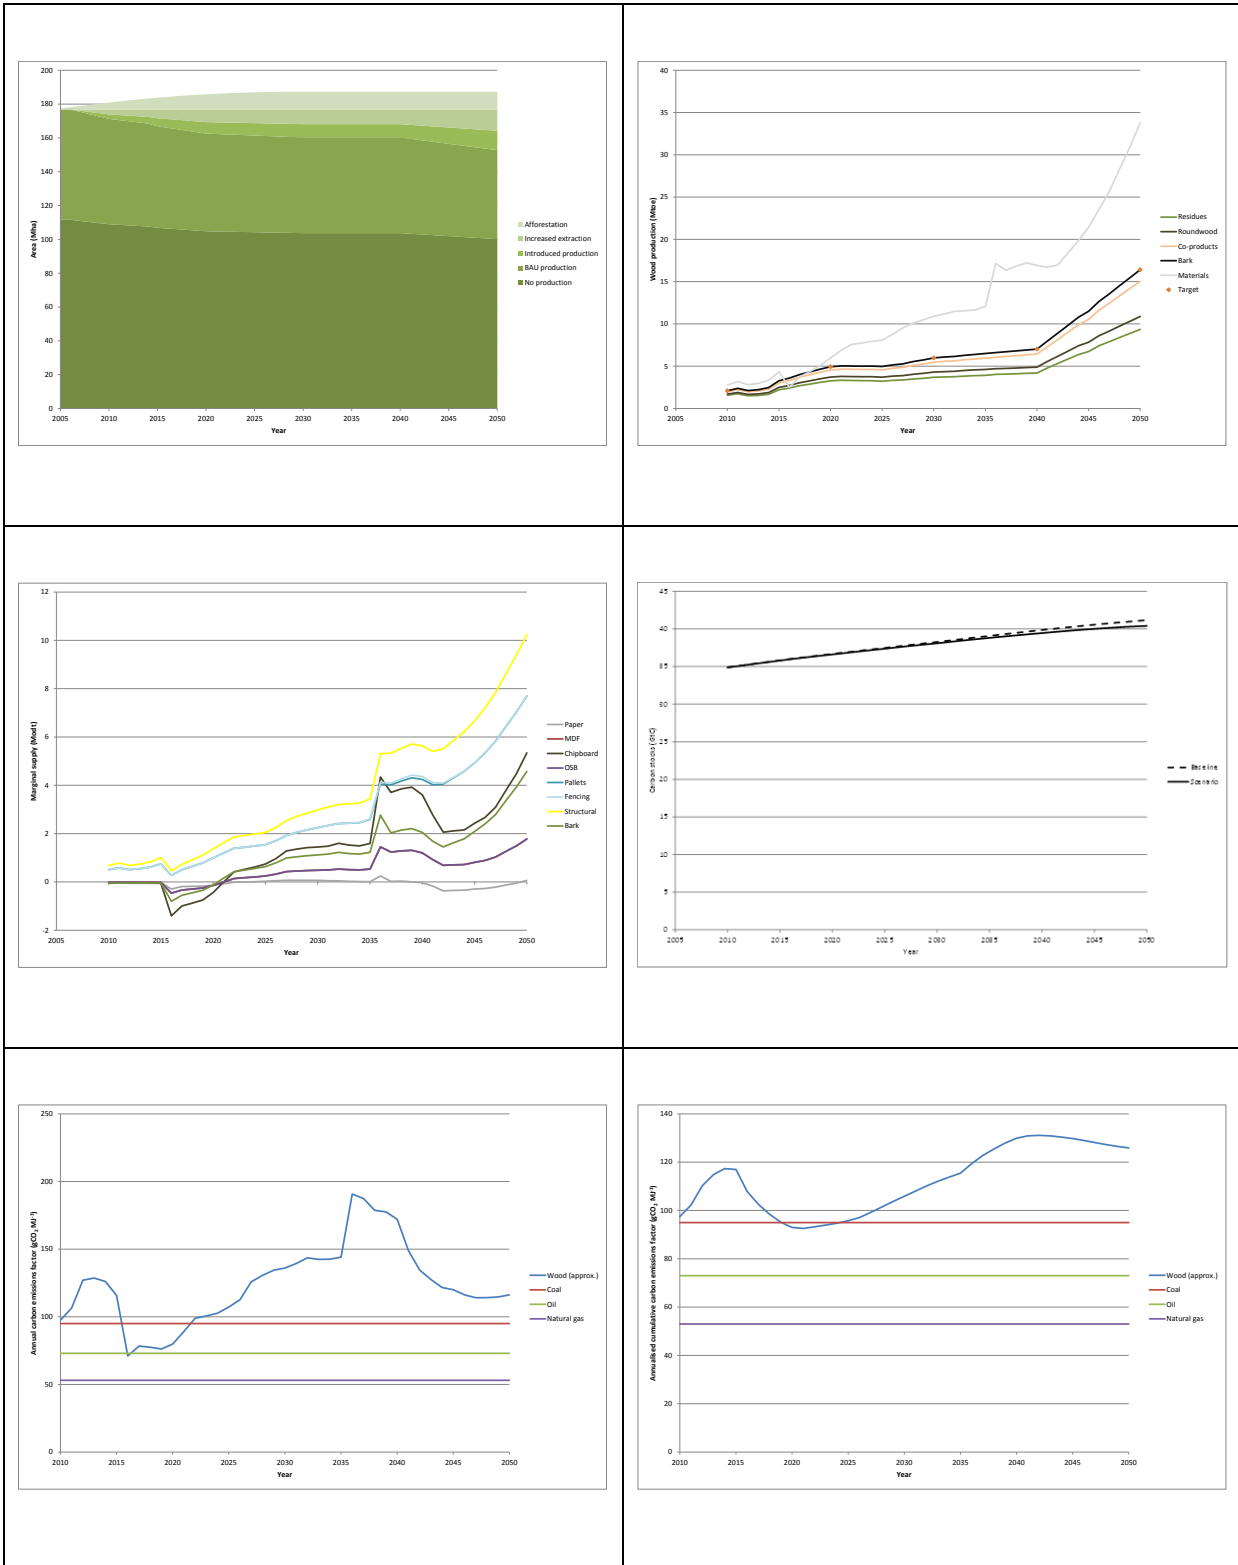 200
180
160
140
120
100
80
60
40
20
0
Area (Mha)
2005 2010 2015 2020 2025 2030 2035 2040 2045 2050
Year
Afforestation
Increased extraction
Introduced production
BAU production
No production
40
35
30
25
20
15
10
5
0
Wood production (Mtoe)
2005 2010 2015 2020 2025 2030 2035 2040 2045 2050
Year
Residues
Roundwood
Co-products
Bark
Materials
Target
12
10
8
6
4
2
0
-2
Marginal supply (Modt)
2005 2010 2015 2020 2025 2030 2035 2040 2045 2050
Year
Paper
MDF
Chipboard
OSB
Pallets
Fencing
Structural
Bark
45
40
35
30
25
20
15
10
5
0
Carbon stocks (GtC)
2005 2010 2015 2020 2025 2030 2035 2040 2045 2050
Year
Baseline
Scenario
250
200
150
100
50
0
Annual carbon emissions factor (gCO₂ MJ⁻¹)
2010 2015 2020 2025 2030 2035 2040 2045 2050
Year
Wood (approx.)
Coal
Oil
Natural gas
140
120
100
80
60
40
20
0
Annualised cumulative carbon emissions factor (gCO₂ MJ⁻¹)
2010 2015 2020 2025 2030 2035 2040 2045 2050
Year
Wood (approx.)
Coal
Oil
Natural gas